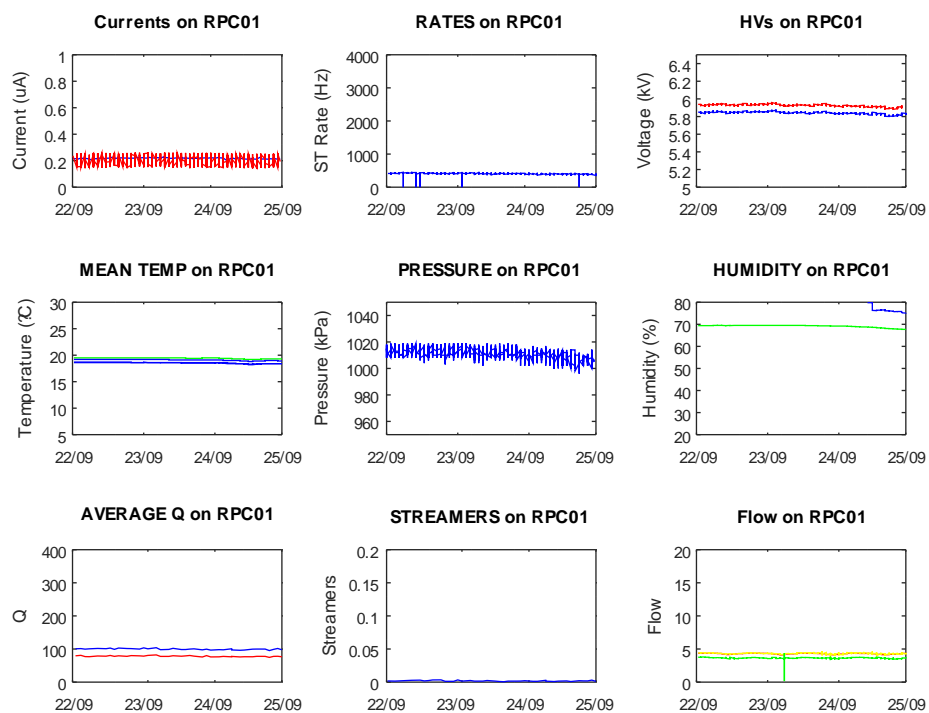 Currents on RPC01
Current (uA)
1
0.8
0.6
0.4
0.2
0
22/09 23/09 24/09 25/09
RATES on RPC01
ST Rate (Hz)
4000
3000
2000
1000
0
22/09 23/09 24/09 25/09
HVs on RPC01
Voltage (kV)
6.4
6.2
6
5.8
5.6
5.4
5.2
5
22/09 23/09 24/09 25/09
MEAN TEMP on RPC01
Temperature (?C)
30
25
20
15
10
5
22/09 23/09 24/09 25/09
PRESSURE on RPC01
Pressure (kPa)
1040
1020
1000
980
960
22/09 23/09 24/09 25/09
HUMIDITY on RPC01
Humidity (%)
80
70
60
50
40
30
20
22/09 23/09 24/09 25/09
AVERAGE Q on RPC01
Q
400
300
200
100
0
22/09 23/09 24/09 25/09
STREAMERS on RPC01
Streamers
0.2
0.15
0.1
0.05
0
22/09 23/09 24/09 25/09
Flow on RPC01
Flow
20
15
10
5
0
22/09 23/09 24/09 25/09